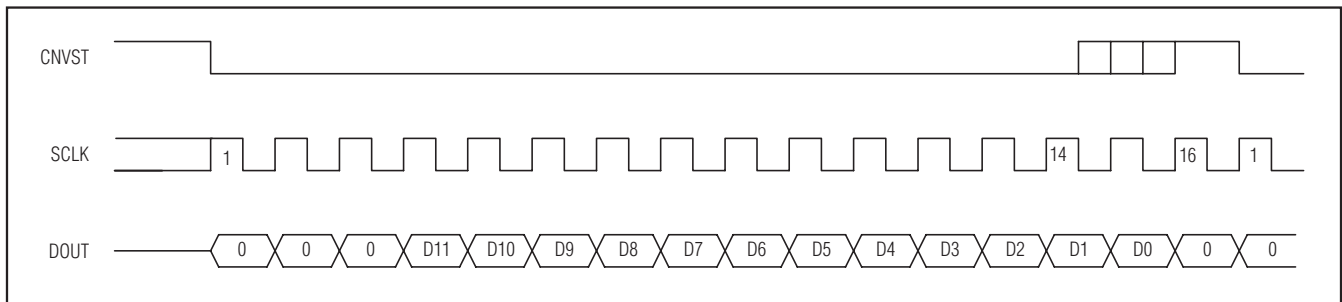 CNVST
SCLK 1 14 16 1
DOUT 0 0 0 D11 D10 D9 D8 D7 D6 D5 D4 D3 D2 D1 D0 0 0